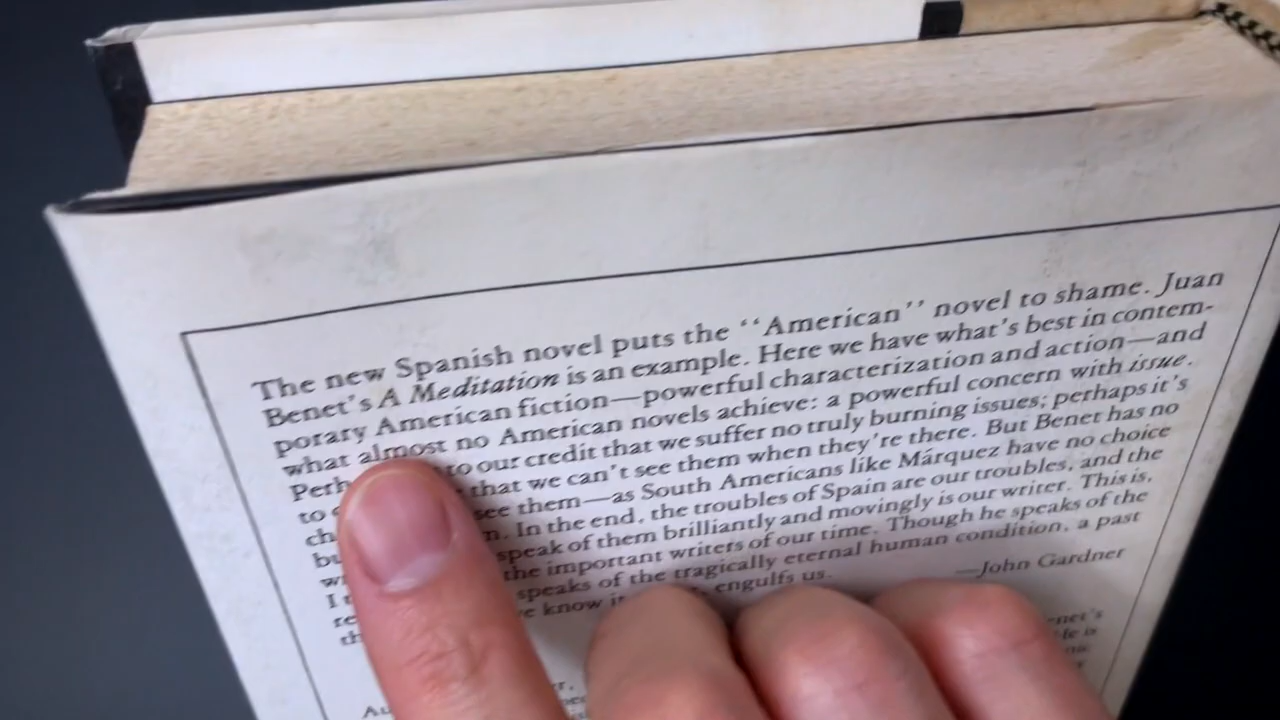 The new Spanish novel puts the ‘‘American’’ novel to shame. Juan
Benet's A Meditation is an example. Here we have what's best in contem-
porary American fiction—powerful characterization and action—and
what almost no American novels achieve: a powerful concern with issue.
to our credit that we suffer no truly burning issues; perhaps it's
to that we can't see them when they're there. But Benet has no
see them—as South Americans like Márquez have no choice
In the end, the troubles of Spain are our troubles, and the
speak of them brilliantly and movingly is our writer. This is,
the important writers of our time. Though he speaks of the
speaks of the tragically eternal human condition, a past
know engulfs us.
—John Gardner